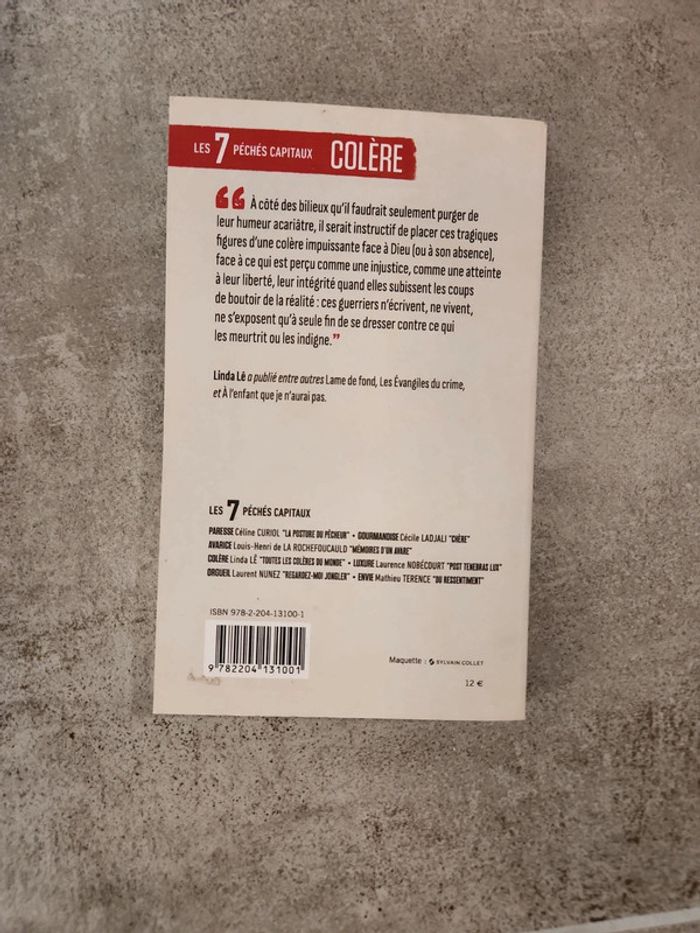 LES 7 PÉCHÉS CAPITAUX COLÈRE
“ À côté des bilieux qu'il faudrait seulement purger de
leur humeur acariâtre, il serait instructif de placer ces tragiques
figures d'une colère impuissante face à Dieu (ou à son absence),
face à ce qui est perçu comme une injustice, comme une atteinte
à leur liberté, leur intégrité quand elles subissent les coups
de boutoir de la réalité : ces guerriers n'écrivent, ne vivent,
ne s'exposent qu'à seule fin de se dresser contre ce qui
les meurtrit ou les indigne.”
Linda Lê a publié entre autres Lame de fond, Les Évangiles du crime,
et À l'enfant que je n'aurai pas.
LES 7 PÉCHÉS CAPITAUX
PARESSE Céline CURIOL "LA POSTURE DU PÊCHEUR" • GOURMANDISE Cécile LADJALI "CHÈRE"
AVARICE Louis-Henri de LA ROCHEFOUCAULD "MÉMOIRES D'UN AVARE"
COLÈRE Linda LÊ "TOUTES LES COLÈRES DU MONDE" • LUXURE Laurence NOBÉCOURT "POST TENEBRAS LUX"
ORGUEIL Laurent NUNEZ "REGARDEZ-MOI JONGLER" • ENVIE Mathieu TERENCE "DU RESSENTIMENT"
ISBN 978-2-204-13100-1
9 782204 131001
Maquette : SYLVAIN COLLET
12 €